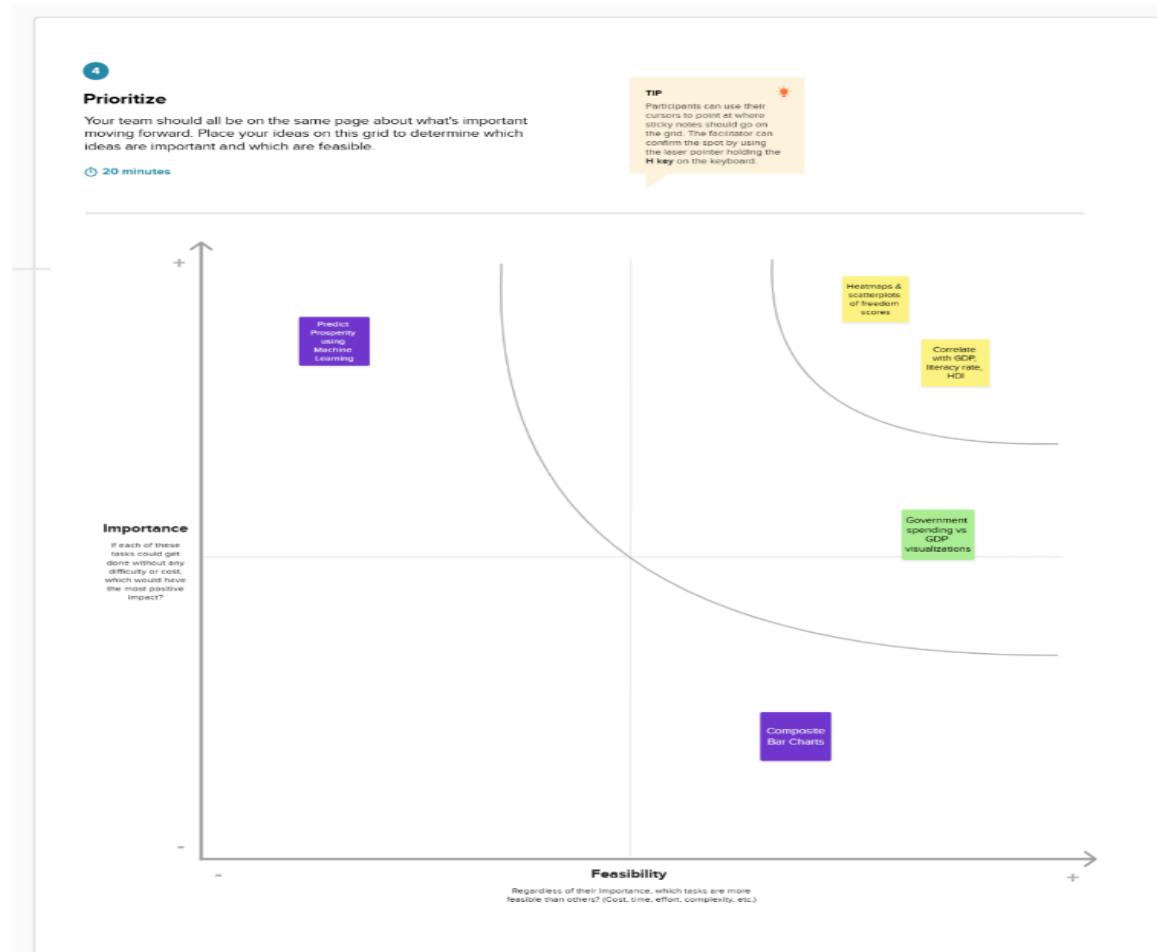 4
Prioritize
Your team should all be on the same page about what's important
moving forward. Place your ideas on this grid to determine which
ideas are important and which are feasible.
20 minutes
TIP
Participants can use their
cursors to point at where
sticky notes should go on
the grid. The facilitator can
confirm the spot by using
the laser pointer holding the
H key on the keyboard.
+
Predict
Prosperity
using
Machine
Learning
Heatmaps &
scatterplots
of freedom
scores
Correlate
with GDP,
literacy rate,
HDI
Importance
If each of these
tasks could get
done without any
difficulty or cost,
which would have
the most positive
impact?
Government
spending vs
GDP
visualizations
Composite
Bar Charts
-
-
Feasibility
+
Regardless of their importance, which tasks are more
feasible than others? (Cost, time, effort, complexity, etc.)